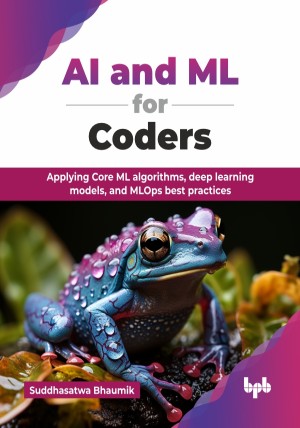 AI and ML
for
Coders
Applying Core ML algorithms, deep learning
models, and MLOps best practices
Suddhasatwa Bhaumik
bpb